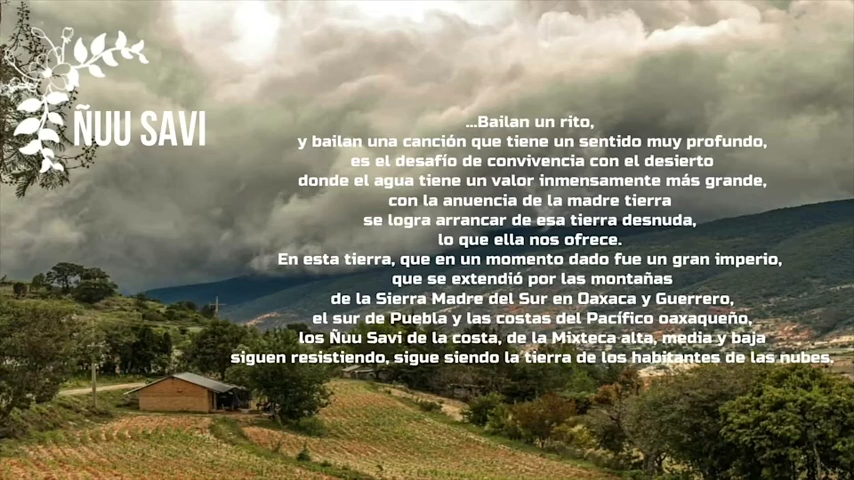 ÑUU SAVI
...Bailan un rito,
y bailan una canción que tiene un sentido muy profundo,
es el desafío de convivencia con el desierto
donde el agua tiene un valor inmensamente más grande,
con la anuencia de la madre tierra
se logra arrancar de esa tierra desnuda,
lo que ella nos ofrece.
En esta tierra, que en un momento dado fue un gran imperio,
que se extendió por las montañas
de la Sierra Madre del Sur en Oaxaca y Guerrero,
el sur de Puebla y las costas del Pacífico oaxaqueño,
los Ñuu Savi de la costa, de la Mixteca alta, media y baja
siguen resistiendo, sigue siendo la tierra de los habitantes de las nubes.